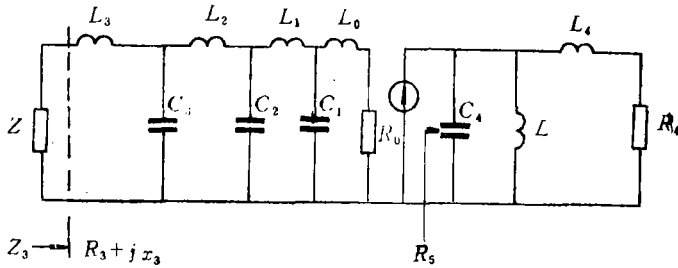 L₃ L₂ L₁ L₀ L₄
Z C₃ C₂ C₁ R₀ C₄ L R₄
Z₃ R₃ + j x₃ R₅